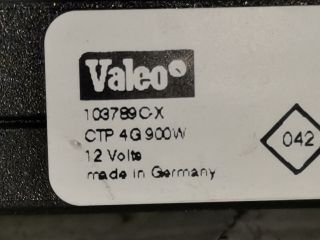 Valeo
103789C-X
CTP 4G 900W
12 Volts
made in Germany
042